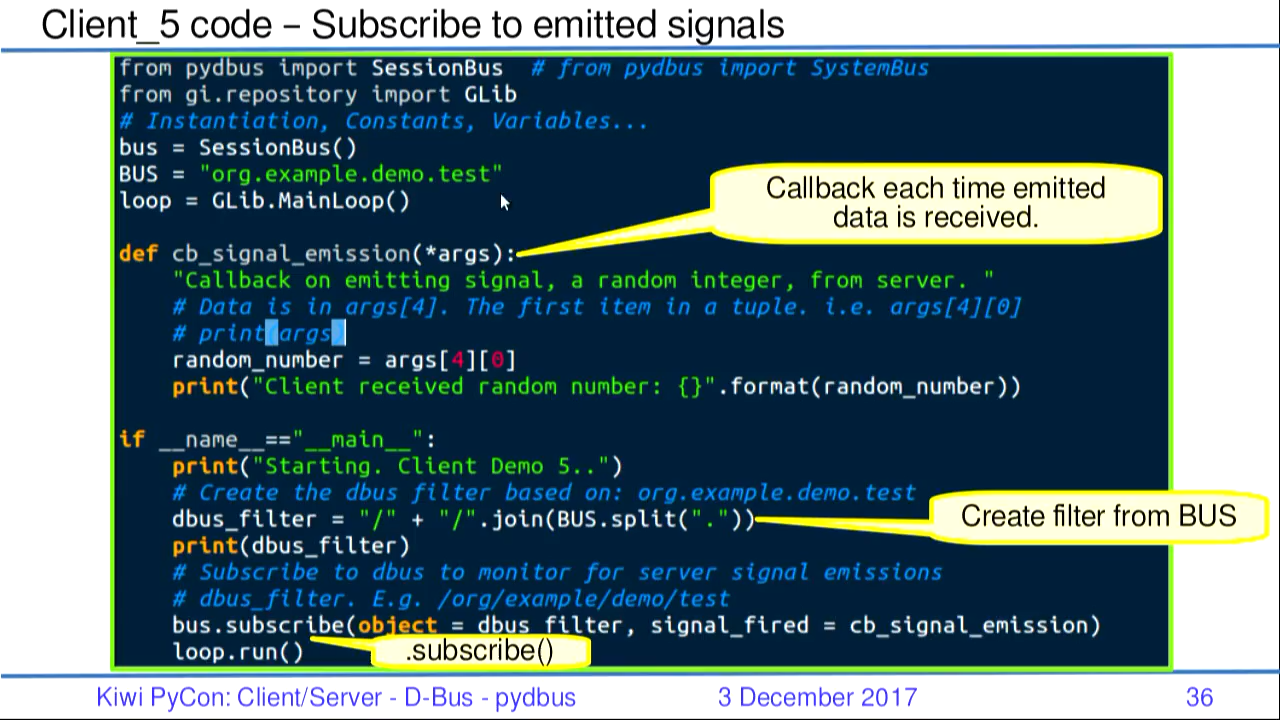 Client_5 code – Subscribe to emitted signals
from pydbus import SessionBus  # from pydbus import SystemBus
from gi.repository import GLib
# Instantiation, Constants, Variables...
bus = SessionBus()
BUS = "org.example.demo.test"
loop = GLib.MainLoop()
Callback each time emitted
data is received.
def cb_signal_emission(*args):
    "Callback on emitting signal, a random integer, from server. "
    # Data is in args[4]. The first item in a tuple. i.e. args[4][0]
    # print(args)
    random_number = args[4][0]
    print("Client received random number: {}".format(random_number))
if __name__=="__main__":
    print("Starting. Client Demo 5..")
    # Create the dbus filter based on: org.example.demo.test
    dbus_filter = "/" + "/".join(BUS.split("."))
Create filter from BUS
    print(dbus_filter)
    # Subscribe to dbus to monitor for server signal emissions
    # dbus_filter. E.g. /org/example/demo/test
    bus.subscribe(object = dbus_filter, signal_fired = cb_signal_emission)
    loop.run()
.subscribe()
Kiwi PyCon: Client/Server - D-Bus - pydbus
3 December 2017
36